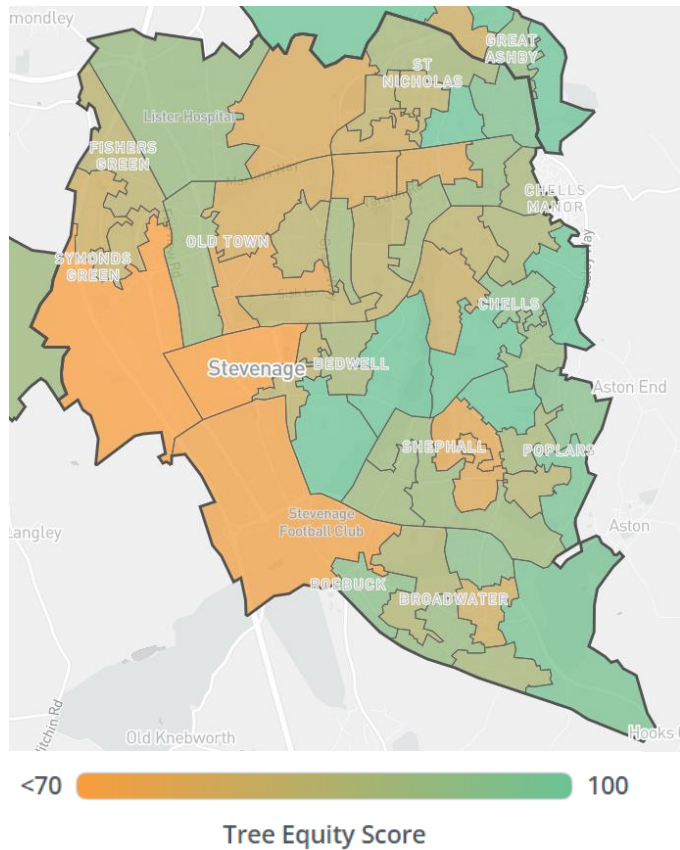 mondley
GREAT
ASHBY
ST
NICHOLAS
Lister Hospital
FISHERS
GREEN
CHELLS
MANOR
OLD TOWN
SYMONDS
GREEN
CHELLS
Stevenage
BEDWELL
Aston End
SHEPHALL
POPLARS
Stevenage
Football Club
Aston
angley
ROEBUCK
BROADWATER
Old Knebworth
Hooks
<70
100
Tree Equity Score